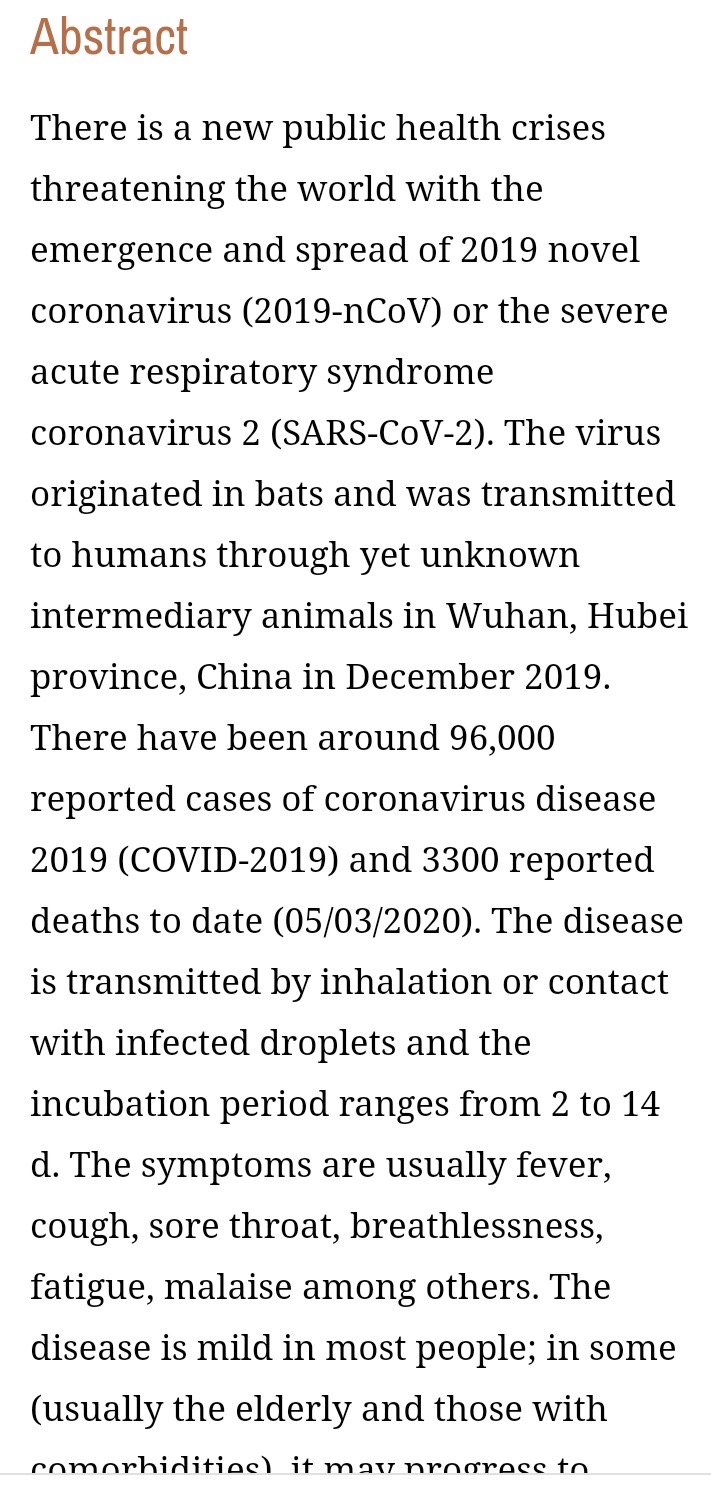 Abstract
There is a new public health crises
threatening the world with the
emergence and spread of 2019 novel
coronavirus (2019-nCoV) or the severe
acute respiratory syndrome
coronavirus 2 (SARS-CoV-2). The virus
originated in bats and was transmitted
to humans through yet unknown
intermediary animals in Wuhan, Hubei
province, China in December 2019.
There have been around 96,000
reported cases of coronavirus disease
2019 (COVID-2019) and 3300 reported
deaths to date (05/03/2020). The disease
is transmitted by inhalation or contact
with infected droplets and the
incubation period ranges from 2 to 14
d. The symptoms are usually fever,
cough, sore throat, breathlessness,
fatigue, malaise among others. The
disease is mild in most people; in some
(usually the elderly and those with
comorbidities), it may progress to